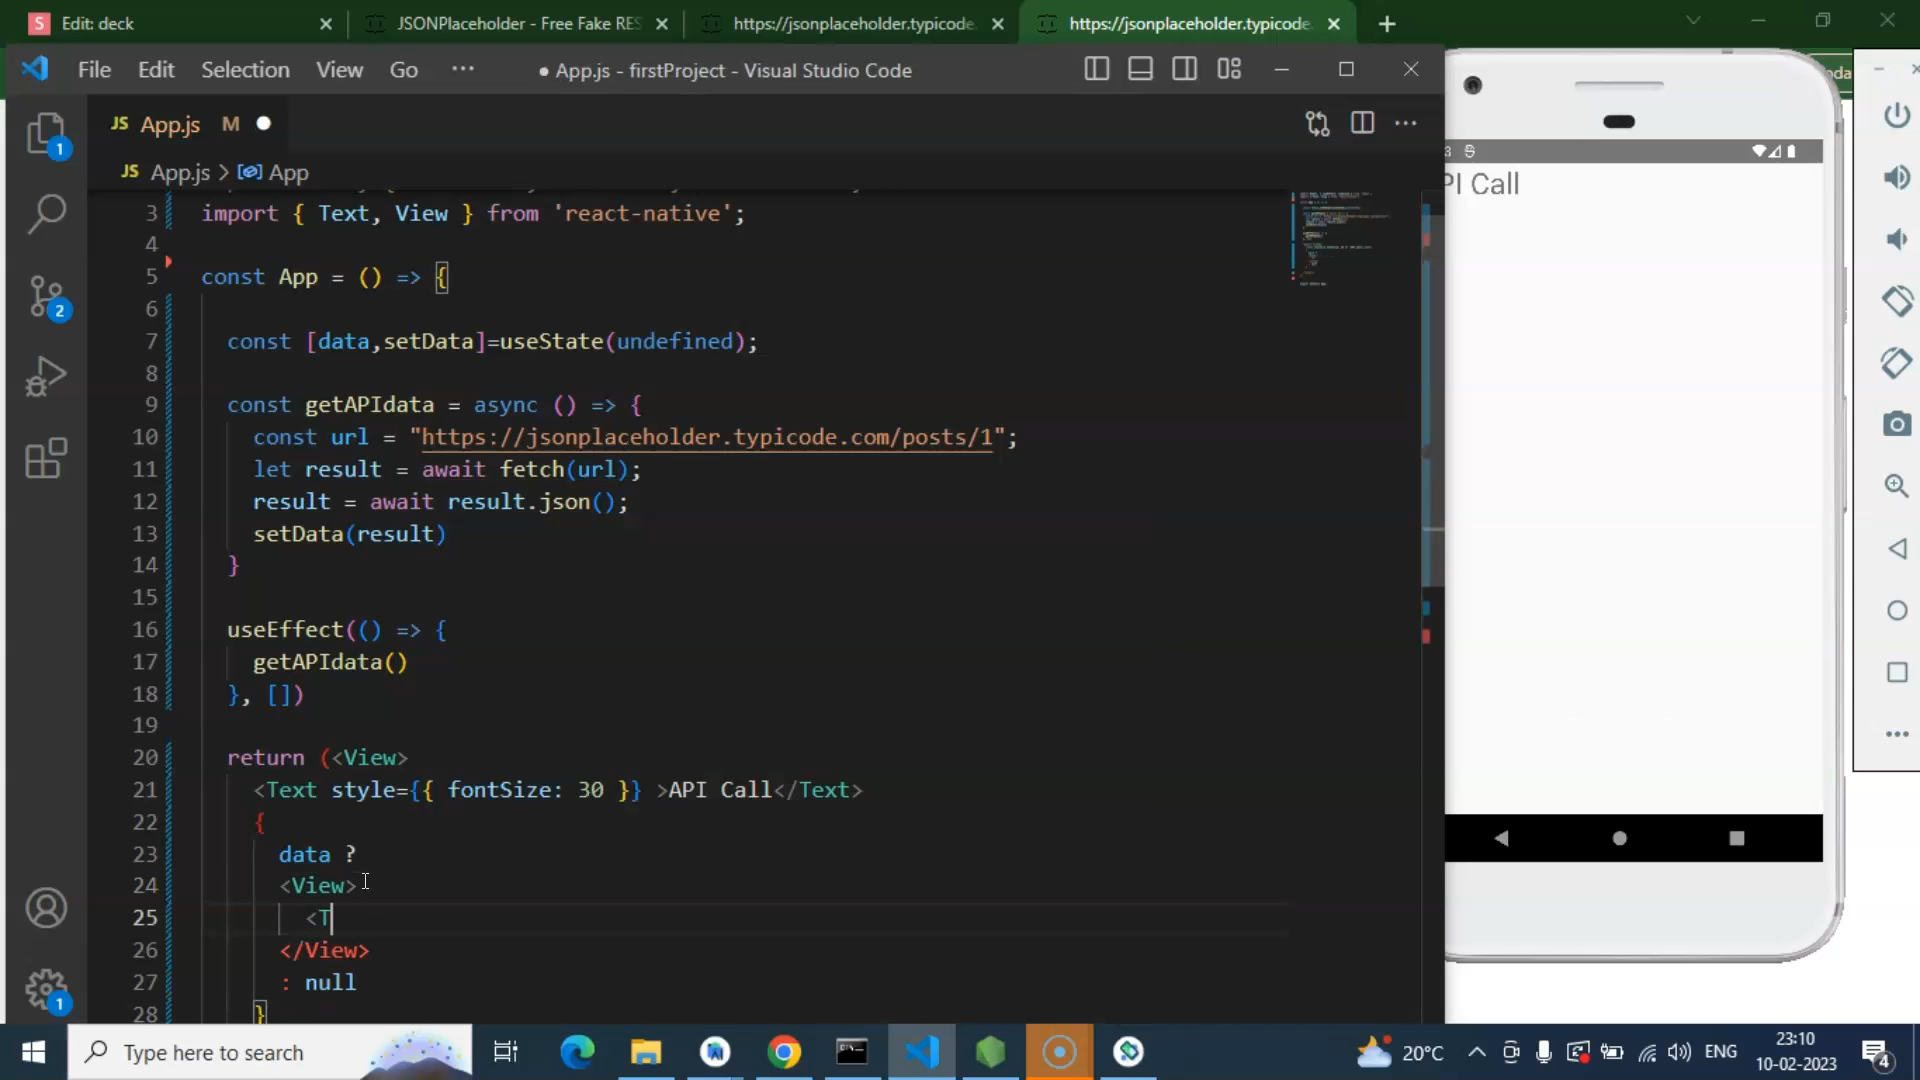 Edit: deck
JSONPlaceholder - Free Fake RES
https://jsonplaceholder.typicode.
https://jsonplaceholder.typicode.
File Edit Selection View Go ··· ● App.js - firstProject - Visual Studio Code
JS App.js M
JS App.js > App
3 import { Text, View } from 'react-native';
4
5 const App = () => {
6
7 const [data,setData]=useState(undefined);
8
9 const getAPIdata = async () => {
10 const url = "https://jsonplaceholder.typicode.com/posts/1";
11 let result = await fetch(url);
12 result = await result.json();
13 setData(result)
14 }
15
16 useEffect(() => {
17 getAPIdata()
18 }, [])
19
20 return (<View>
21 <Text style={{ fontSize: 30 }} >API Call</Text>
22 {
23 data ?
24 <View>
25 <T
26 </View>
27 : null
28 }
1
2
1
PI Call
Type here to search
20°C
ENG
23:10
10-02-2023
4